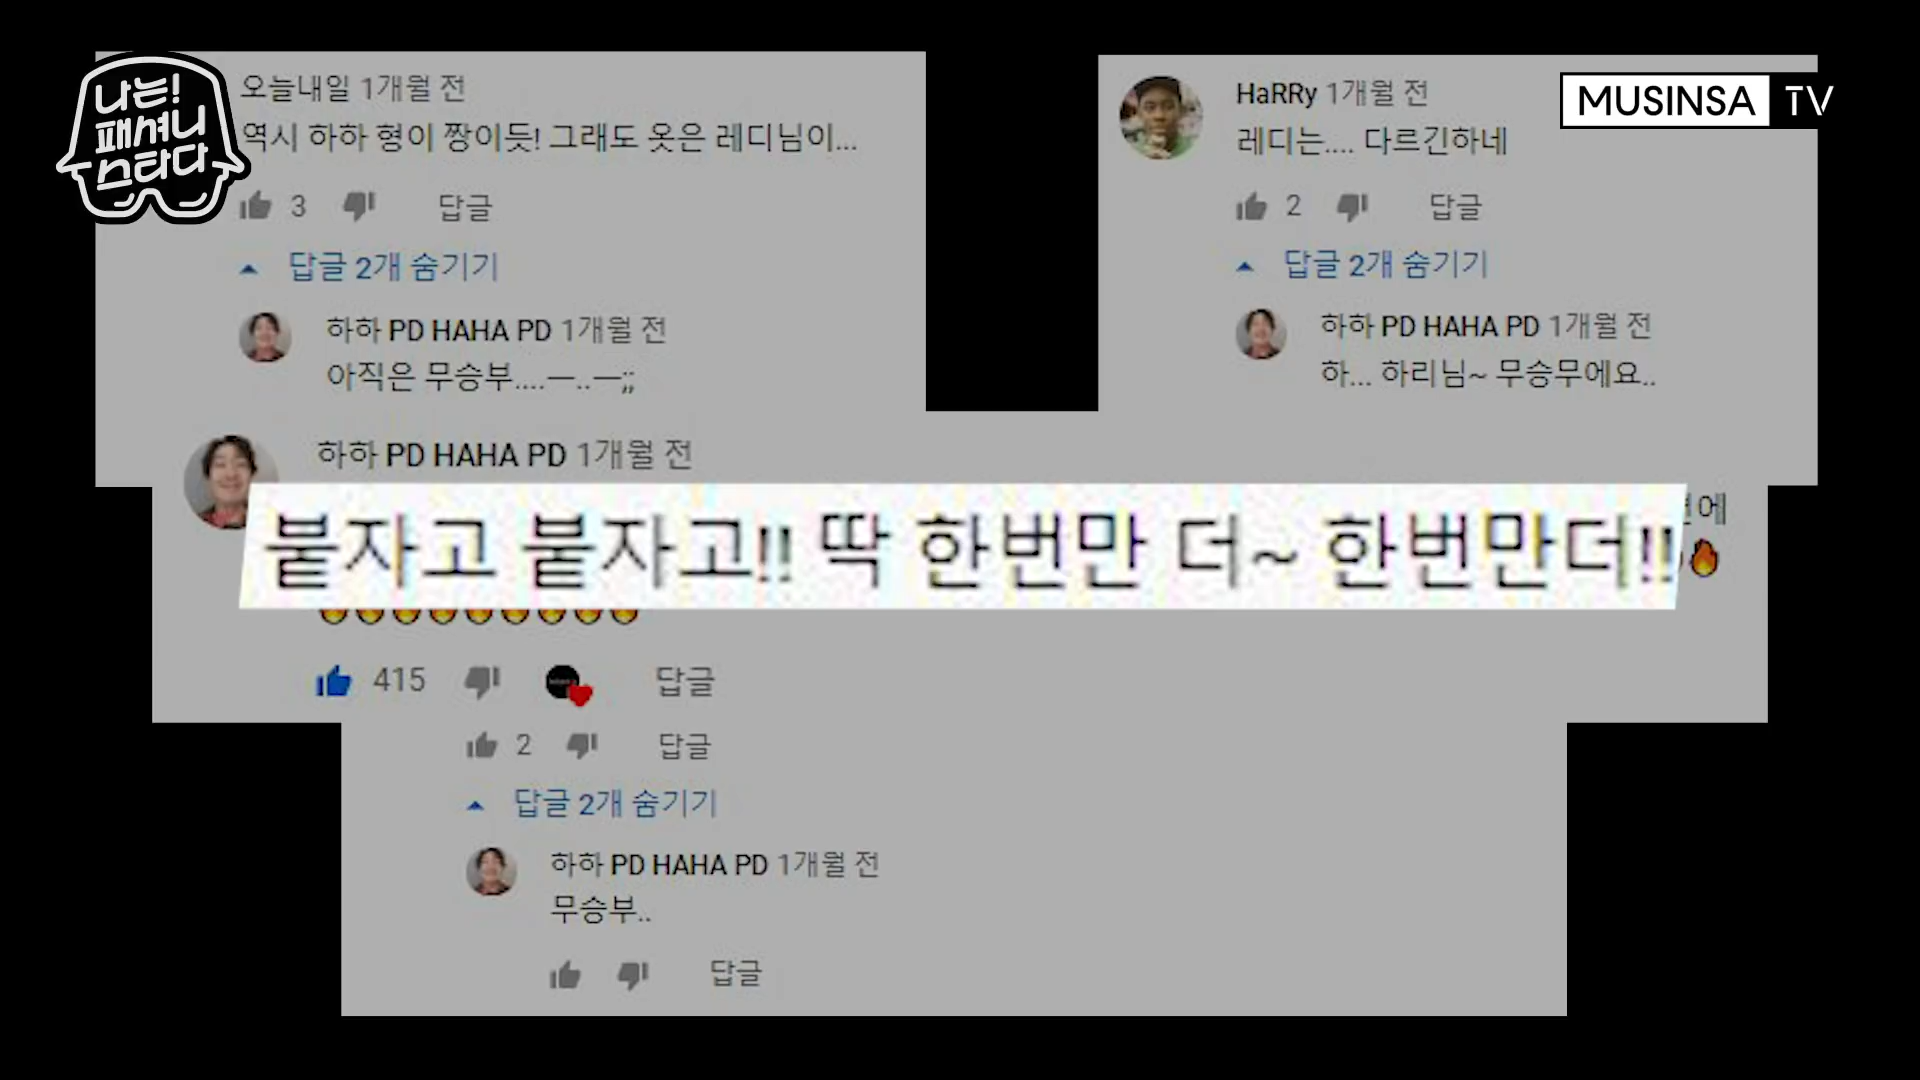 나는!
패셔니
스타다
MUSINSA TV
오늘내일 1개월 전
역시 하하 형이 짱이듯! 그래도 옷은 레디님이...
3 답글
답글 2개 숨기기
하하 PD HAHA PD 1개월 전
아직은 무승부....ㅡ..ㅡ;;
HaRRy 1개월 전
레디는.... 다르긴하네
2 답글
답글 2개 숨기기
하하 PD HAHA PD 1개월 전
하... 하리님~ 무승무에요..
하하 PD HAHA PD 1개월 전
붙자고 붙자고!! 딱 한번만 더~ 한번만더!!
415 답글
2 답글
답글 2개 숨기기
하하 PD HAHA PD 1개월 전
무승부..
답글